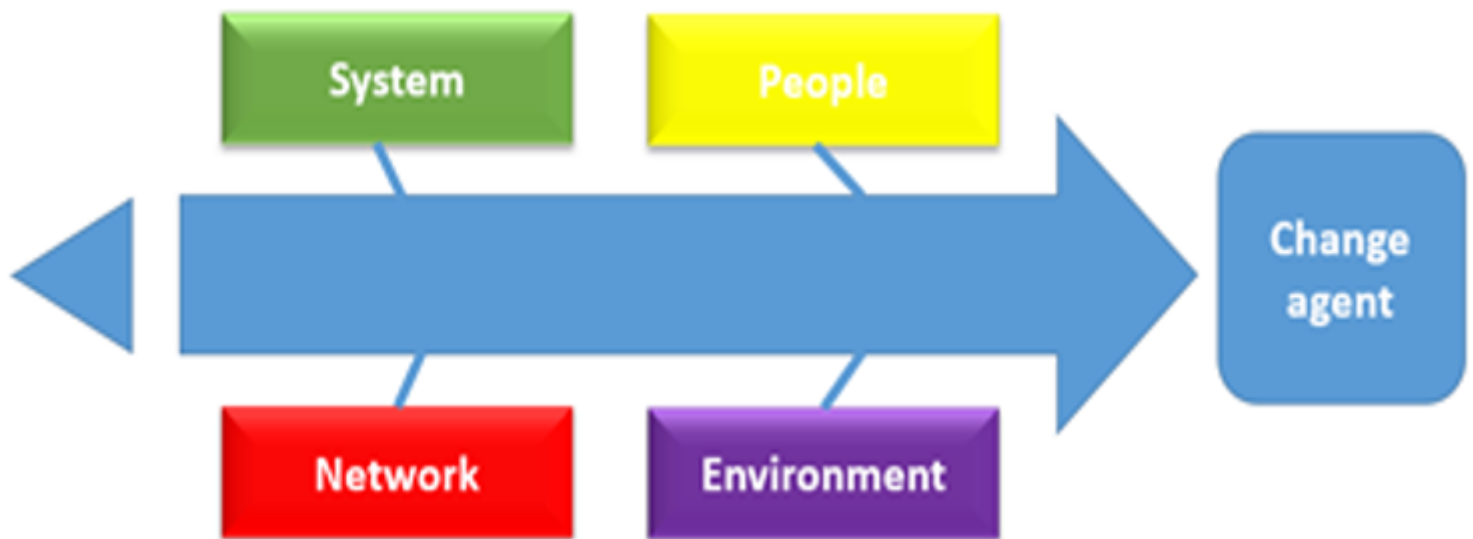 System
People
Change
agent
Network
Environment